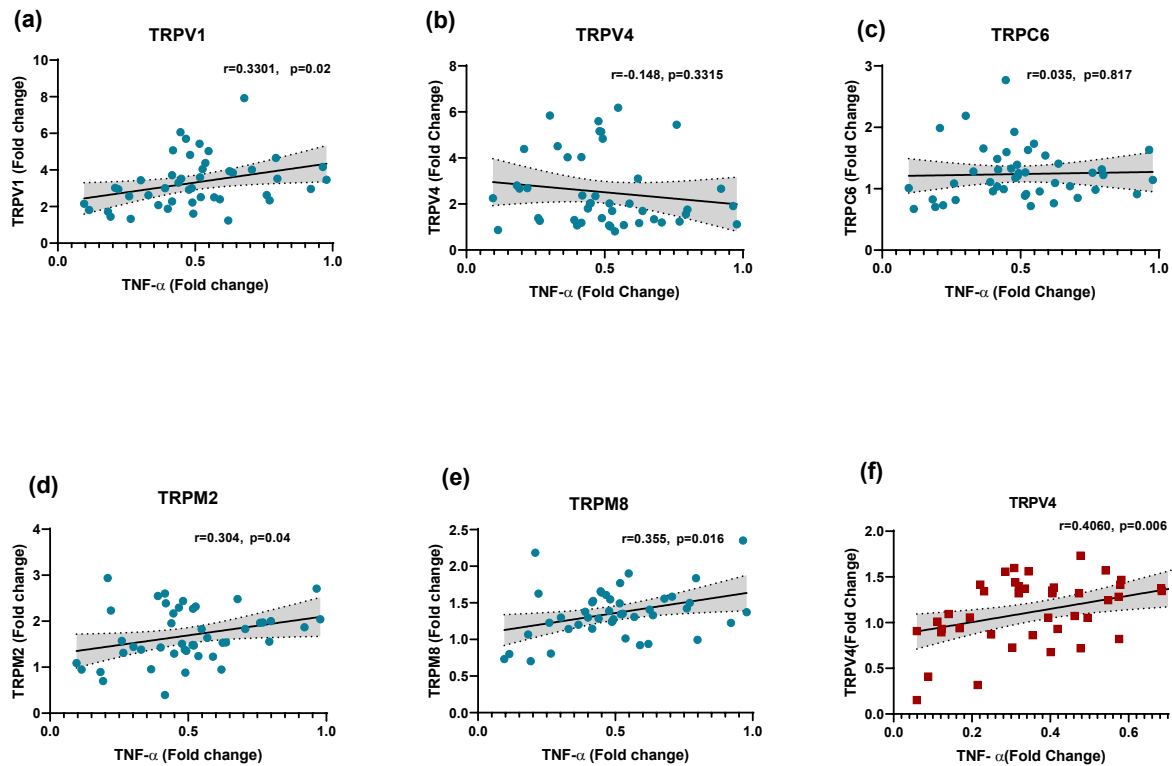 (a)
TRPV1
r=0.3301, p=0.02
TRPV1 (Fold change)
10
8
6
4
2
0
0.0
0.5
1.0
TNF-α (Fold change)
(b)
TRPV4
r=-0.148, p=0.3315
TRPV4 (Fold Change)
8
6
4
2
0
0.0
0.5
1.0
TNF-α (Fold Change)
(c)
TRPC6
r=0.035, p=0.817
TRPC6 (Fold Change)
3
2
1
0
0.0
0.5
1.0
TNF-α (Fold Change)
(d)
TRPM2
r=0.304, p=0.04
TRPM2 (Fold change)
4
3
2
1
0
0.0
0.5
1.0
TNF-α (Fold change)
(e)
TRPM8
r=0.355, p=0.016
TRPM8 (Fold change)
2.5
2.0
1.5
1.0
0.5
0.0
0.0
0.5
1.0
TNF-α (Fold change)
(f)
TRPV4
r=0.4060, p=0.006
TRPV4(Fold Change)
2.0
1.5
1.0
0.5
0.0
0.0
0.2
0.4
0.6
TNF- α(Fold Change)